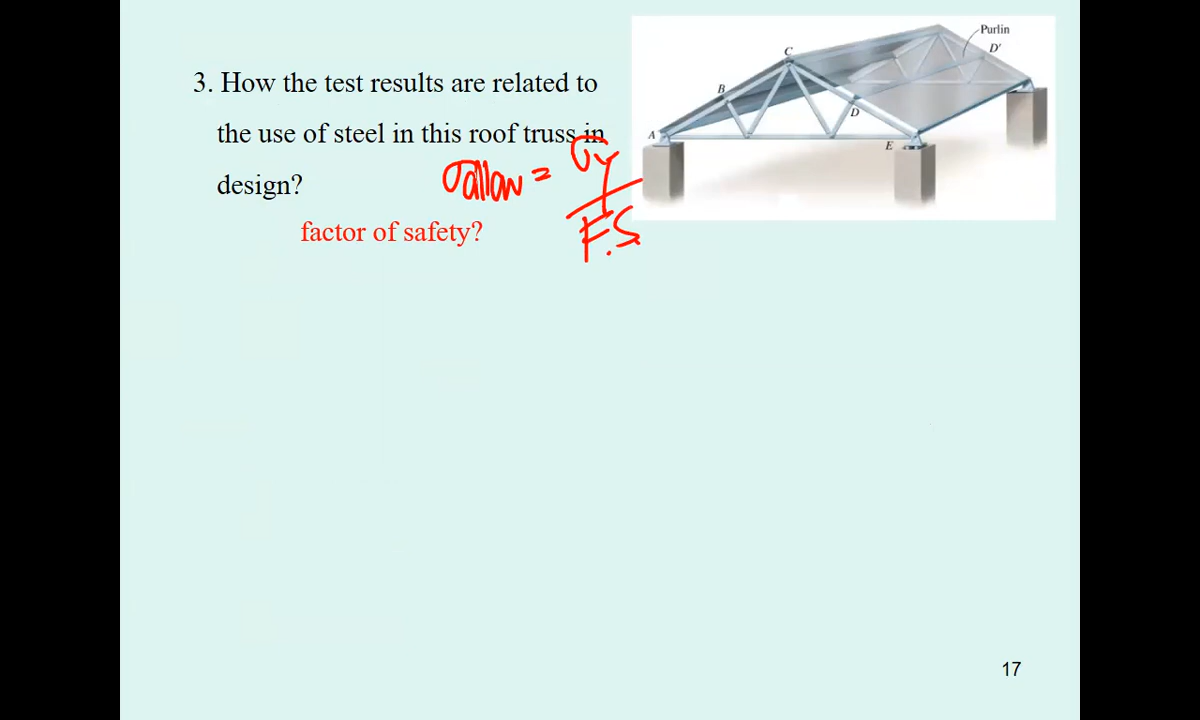 3. How the test results are related to
the use of steel in this roof truss in
design?
σallow = σY / F.S
factor of safety?
Purlin
D'
C
B
D
A
E
17